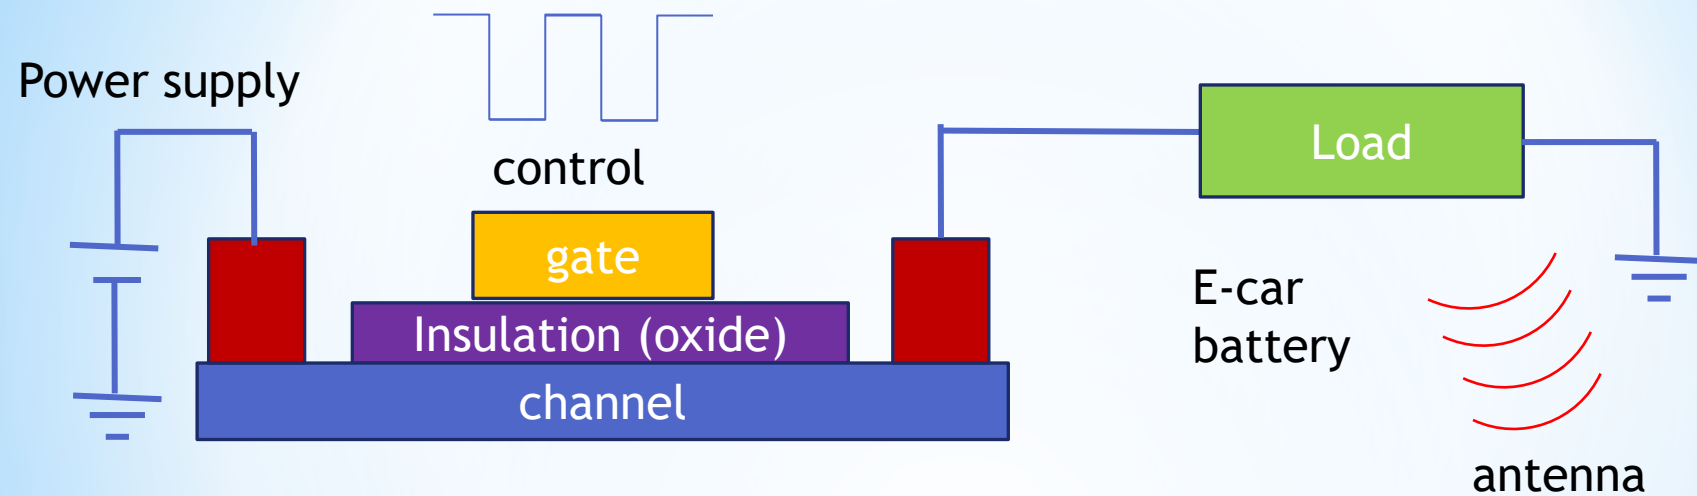 Power supply
control
gate
Insulation (oxide)
channel
Load
E-car
battery
antenna